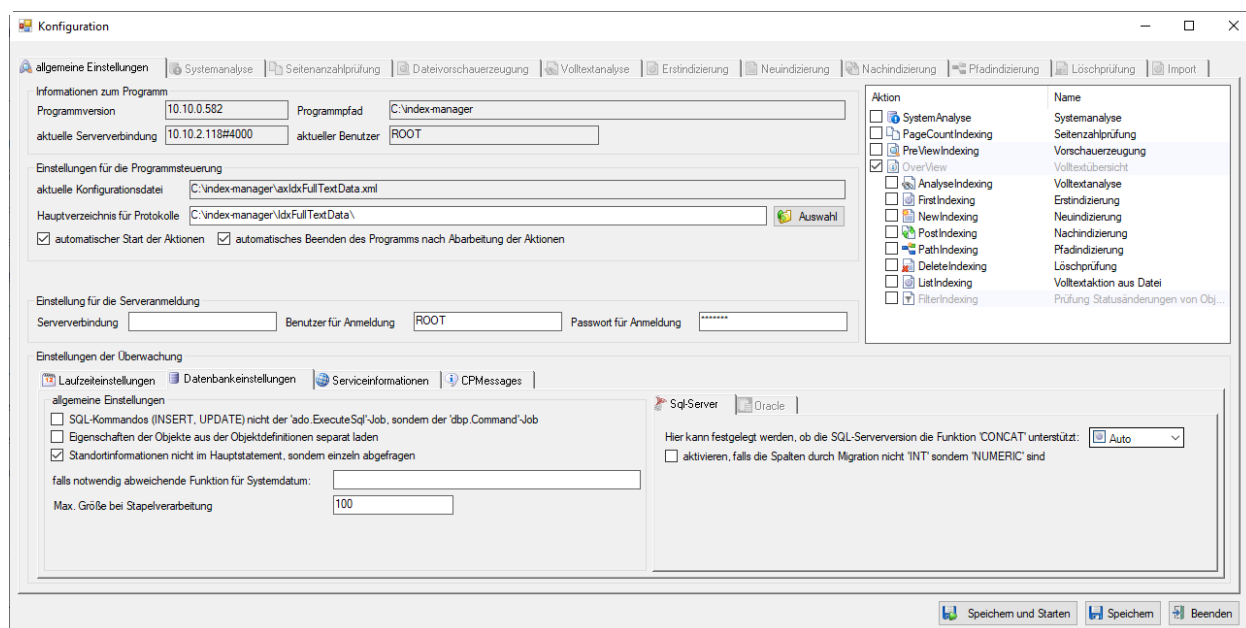 Konfiguration
allgemeine Einstellungen Systemanalyse Seitenanzahlprüfung Dateivorschauerzeugung Volltextanalyse Erstindizierung Neuindizierung Nachindizierung Pfadindizierung Löschprüfung Import
Informationen zum Programm
Programmversion 10.10.0.582 Programmpfad C:\index-manager
aktuelle Serververbindung 10.10.2.118#4000 aktueller Benutzer ROOT
Einstellungen für die Programmsteuerung
aktuelle Konfigurationsdatei C:\index-manager\axIdxFullTextData.xml
Hauptverzeichnis für Protokolle C:\index-manager\IdxFullTextData\ Auswahl
automatischer Start der Aktionen automatisches Beenden des Programms nach Abarbeitung der Aktionen
Einstellung für die Serveranmeldung
Serververbindung Benutzer für Anmeldung ROOT Passwort für Anmeldung *******
Aktion Name
SystemAnalyse Systemanalyse
PageCountIndexing Seitenzahlprüfung
PreViewIndexing Vorschauerzeugung
OverView Volltextübersicht
AnalyseIndexing Volltextanalyse
FirstIndexing Erstindizierung
NewIndexing Neuindizierung
PostIndexing Nachindizierung
PathIndexing Pfadindizierung
DeleteIndexing Löschprüfung
ListIndexing Volltextaktion aus Datei
FilterIndexing Prüfung Statusänderungen von Obj...
Einstellungen der Überwachung
Laufzeiteinstellungen Datenbankeinstellungen Serviceinformationen CPMessages
allgemeine Einstellungen
SQL-Kommandos (INSERT, UPDATE) nicht der 'ado.ExecuteSql'-Job, sondern der 'dbp.Command'-Job
Eigenschaften der Objekte aus der Objektdefinitionen separat laden
Standortinformationen nicht im Hauptstatement, sondern einzeln abgefragen
falls notwendig abweichende Funktion für Systemdatum:
Max. Größe bei Stapelverarbeitung 100
Sql-Server Oracle
Hier kann festgelegt werden, ob die SQL-Serverversion die Funktion 'CONCAT' unterstützt: Auto
aktivieren, falls die Spalten durch Migration nicht 'INT' sondern 'NUMERIC' sind
Speichern und Starten Speichern Beenden